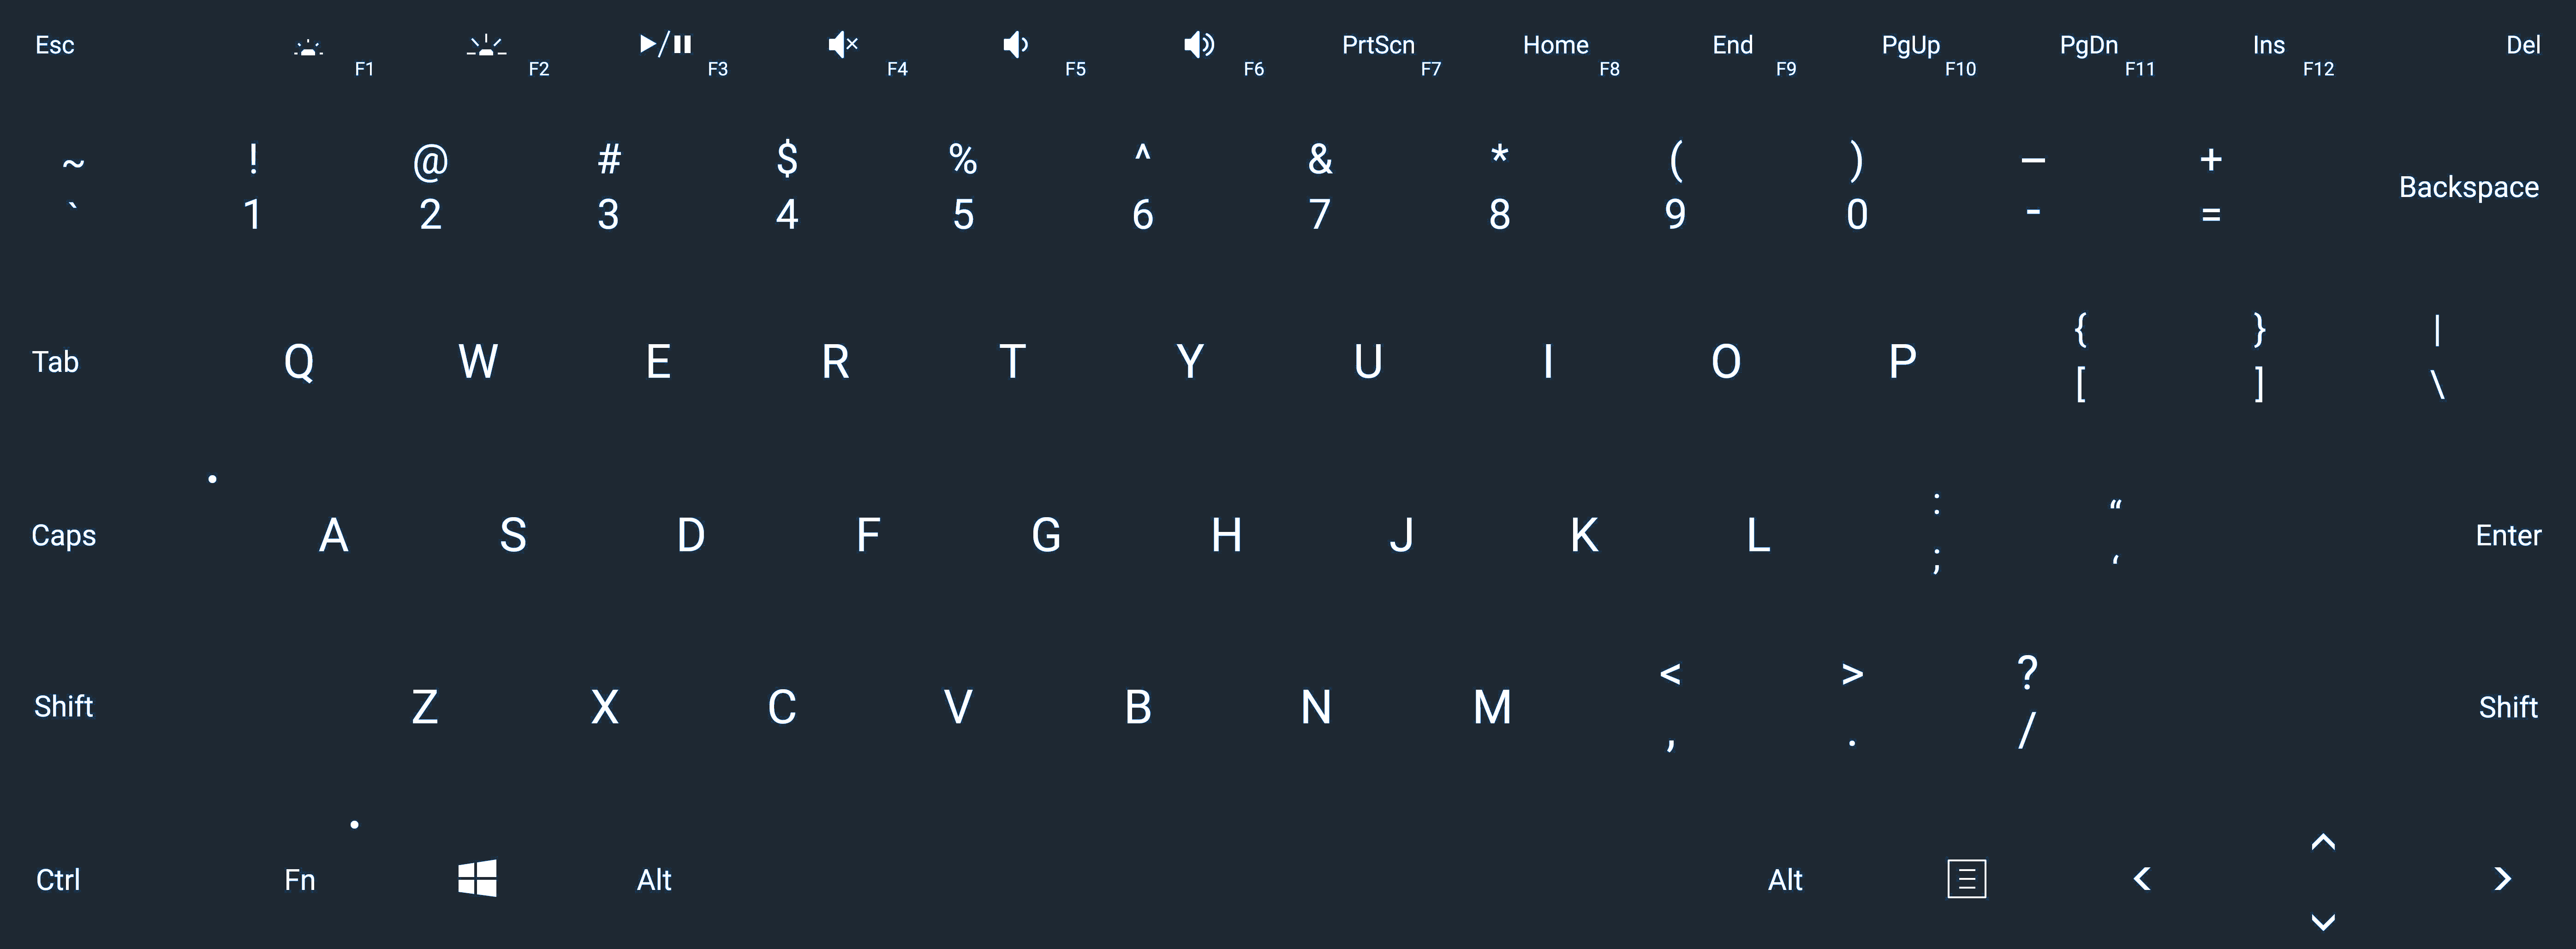 Esc F1 F2 F3 F4 F5 F6 PrtScn F7 Home F8 End F9 PgUp F10 PgDn F11 Ins F12 Del
~ ! @ # $ % ^ & * ( ) — +
` 1 2 3 4 5 6 7 8 9 0 - = Backspace
{ } |
Tab Q W E R T Y U I O P [ ] \
: “
Caps A S D F G H J K L ; ‘ Enter
< > ?
Shift Z X C V B N M , . / Shift
Ctrl Fn Alt Alt